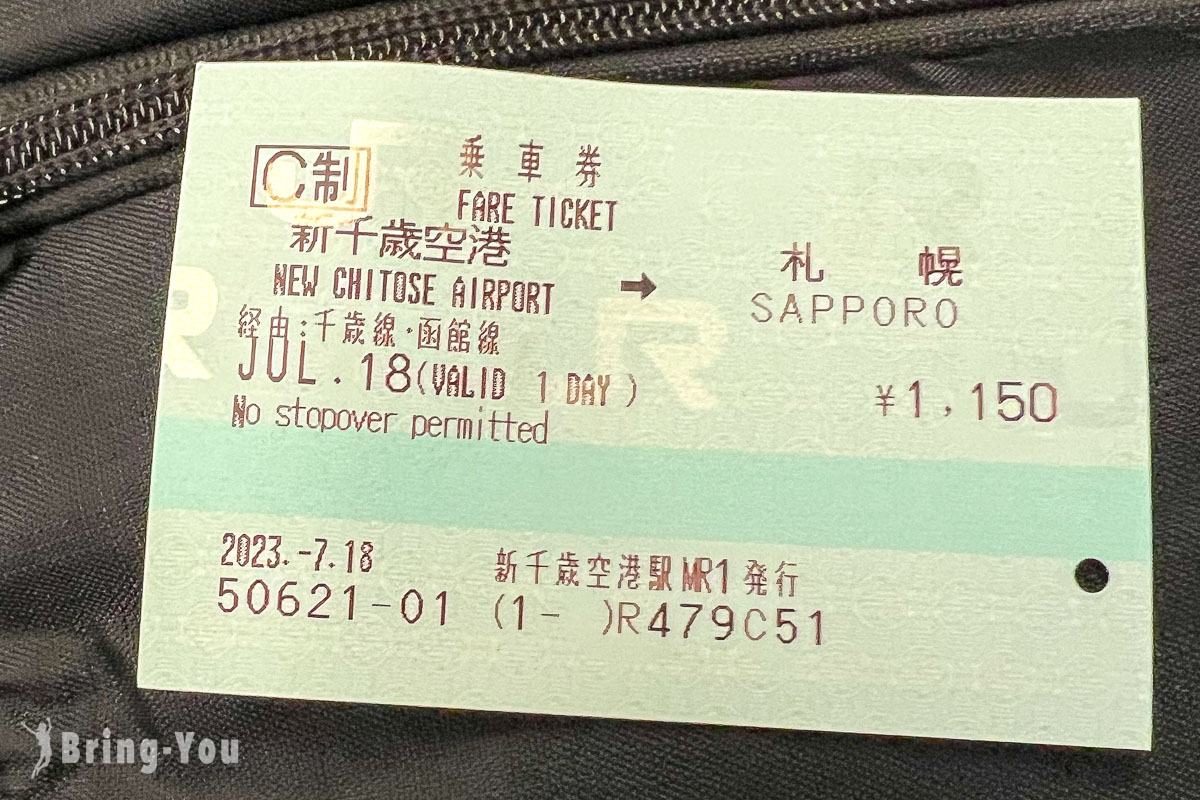 C制 乗車券
FARE TICKET
新千歳空港 → 札幌
NEW CHITOSE AIRPORT SAPPORO
経由:千歳線・函館線
JUL. 18(VALID 1 DAY) ¥1,150
No stopover permitted
2023.-7.18 新千歳空港駅MR1発行
50621-01 (1- )R479C51
Bring-You